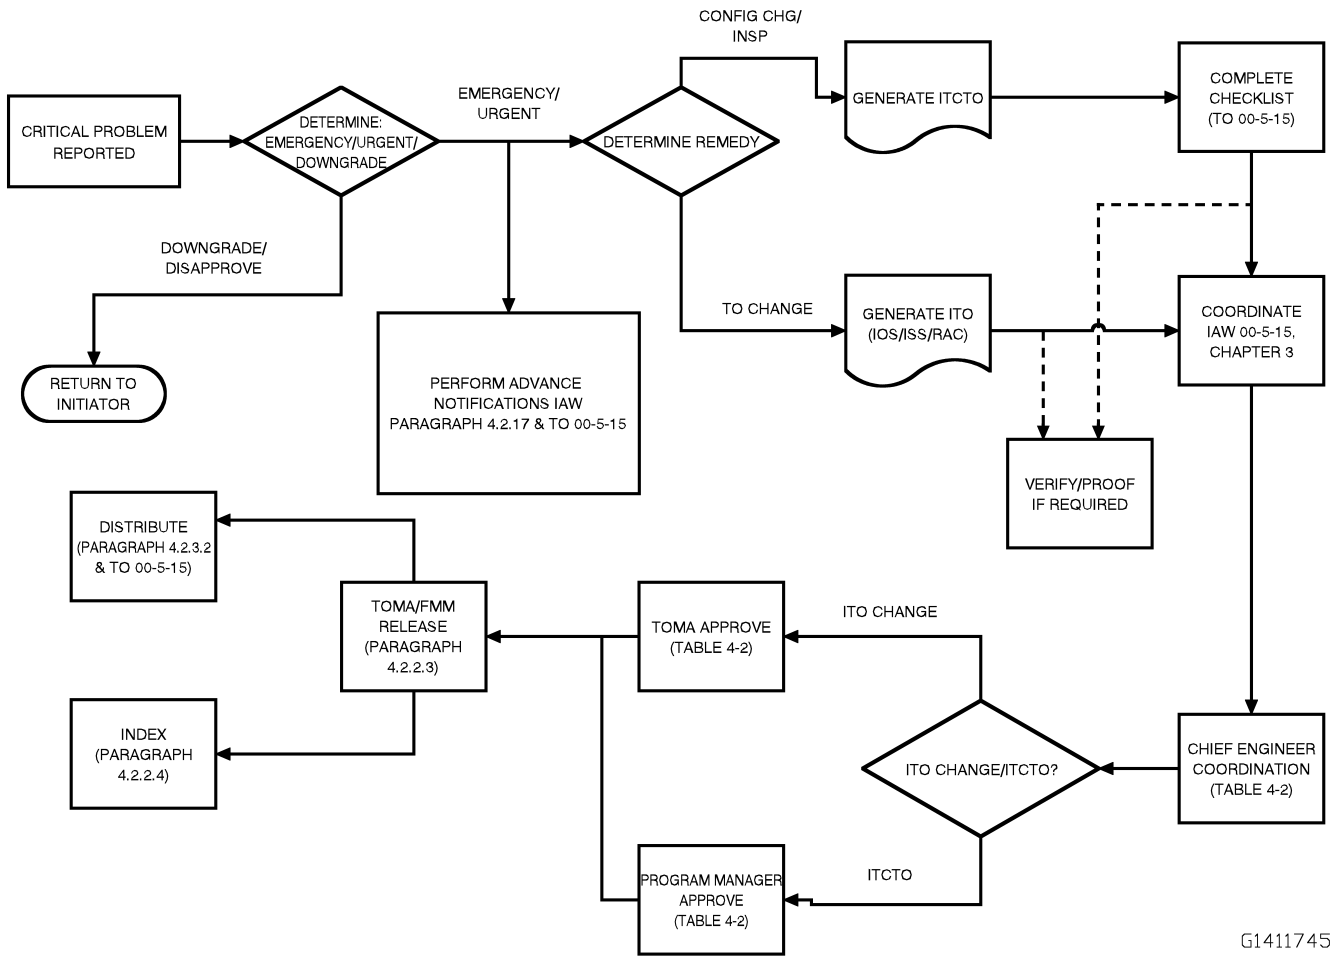 CONFIG CHG/
INSP
CRITICAL PROBLEM
REPORTED
DETERMINE:
EMERGENCY/URGENT/
DOWNGRADE
EMERGENCY/
URGENT
DETERMINE REMEDY
GENERATE ITCTO
COMPLETE
CHECKLIST
(TO 00-5-15)
DOWNGRADE/
DISAPPROVE
RETURN TO
INITIATOR
PERFORM ADVANCE
NOTIFICATIONS IAW
PARAGRAPH 4.2.17 & TO 00-5-15
TO CHANGE
GENERATE ITO
(IOS/ISS/RAC)
COORDINATE
IAW 00-5-15,
CHAPTER 3
VERIFY/PROOF
IF REQUIRED
DISTRIBUTE
(PARAGRAPH 4.2.3.2
& TO 00-5-15)
TOMA/FMM
RELEASE
(PARAGRAPH
4.2.2.3)
TOMA APPROVE
(TABLE 4-2)
ITO CHANGE
INDEX
(PARAGRAPH
4.2.2.4)
ITO CHANGE/ITCTO?
CHIEF ENGINEER
COORDINATION
(TABLE 4-2)
PROGRAM MANAGER
APPROVE
(TABLE 4-2)
ITCTO
G1411745